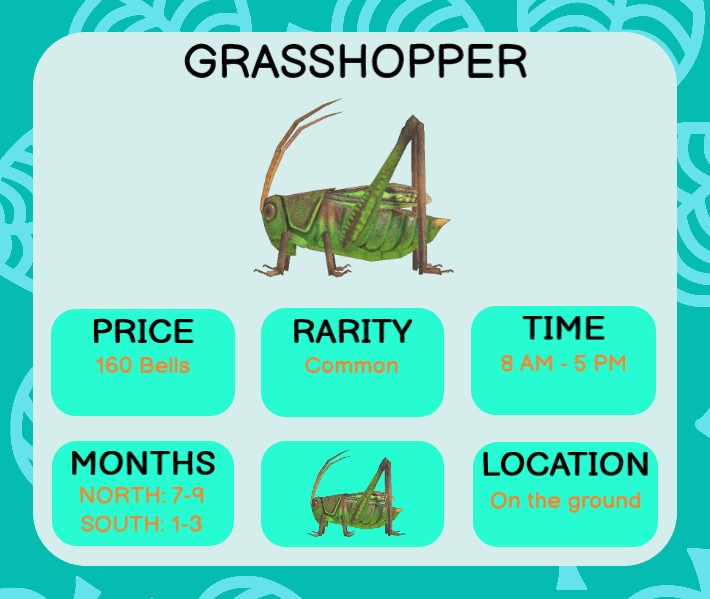 GRASSHOPPER
PRICE
160 Bells
RARITY
Common
TIME
8 AM - 5 PM
MONTHS
NORTH: 7-9
SOUTH: 1-3
LOCATION
On the ground